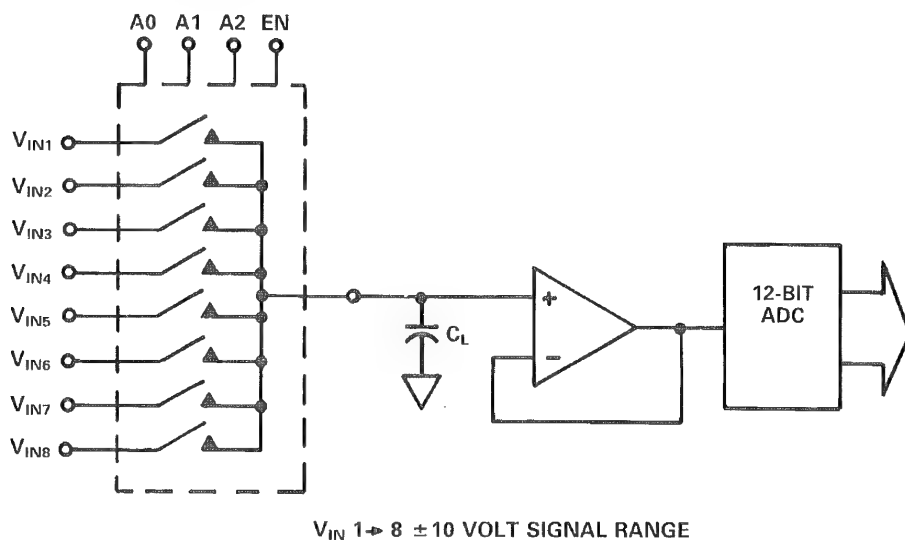 A0 A1 A2 EN
VIN1
VIN2
VIN3
VIN4
VIN5
VIN6
VIN7
VIN8
+
−
CL
12-BIT
ADC
VIN 1→ 8 ±10 VOLT SIGNAL RANGE